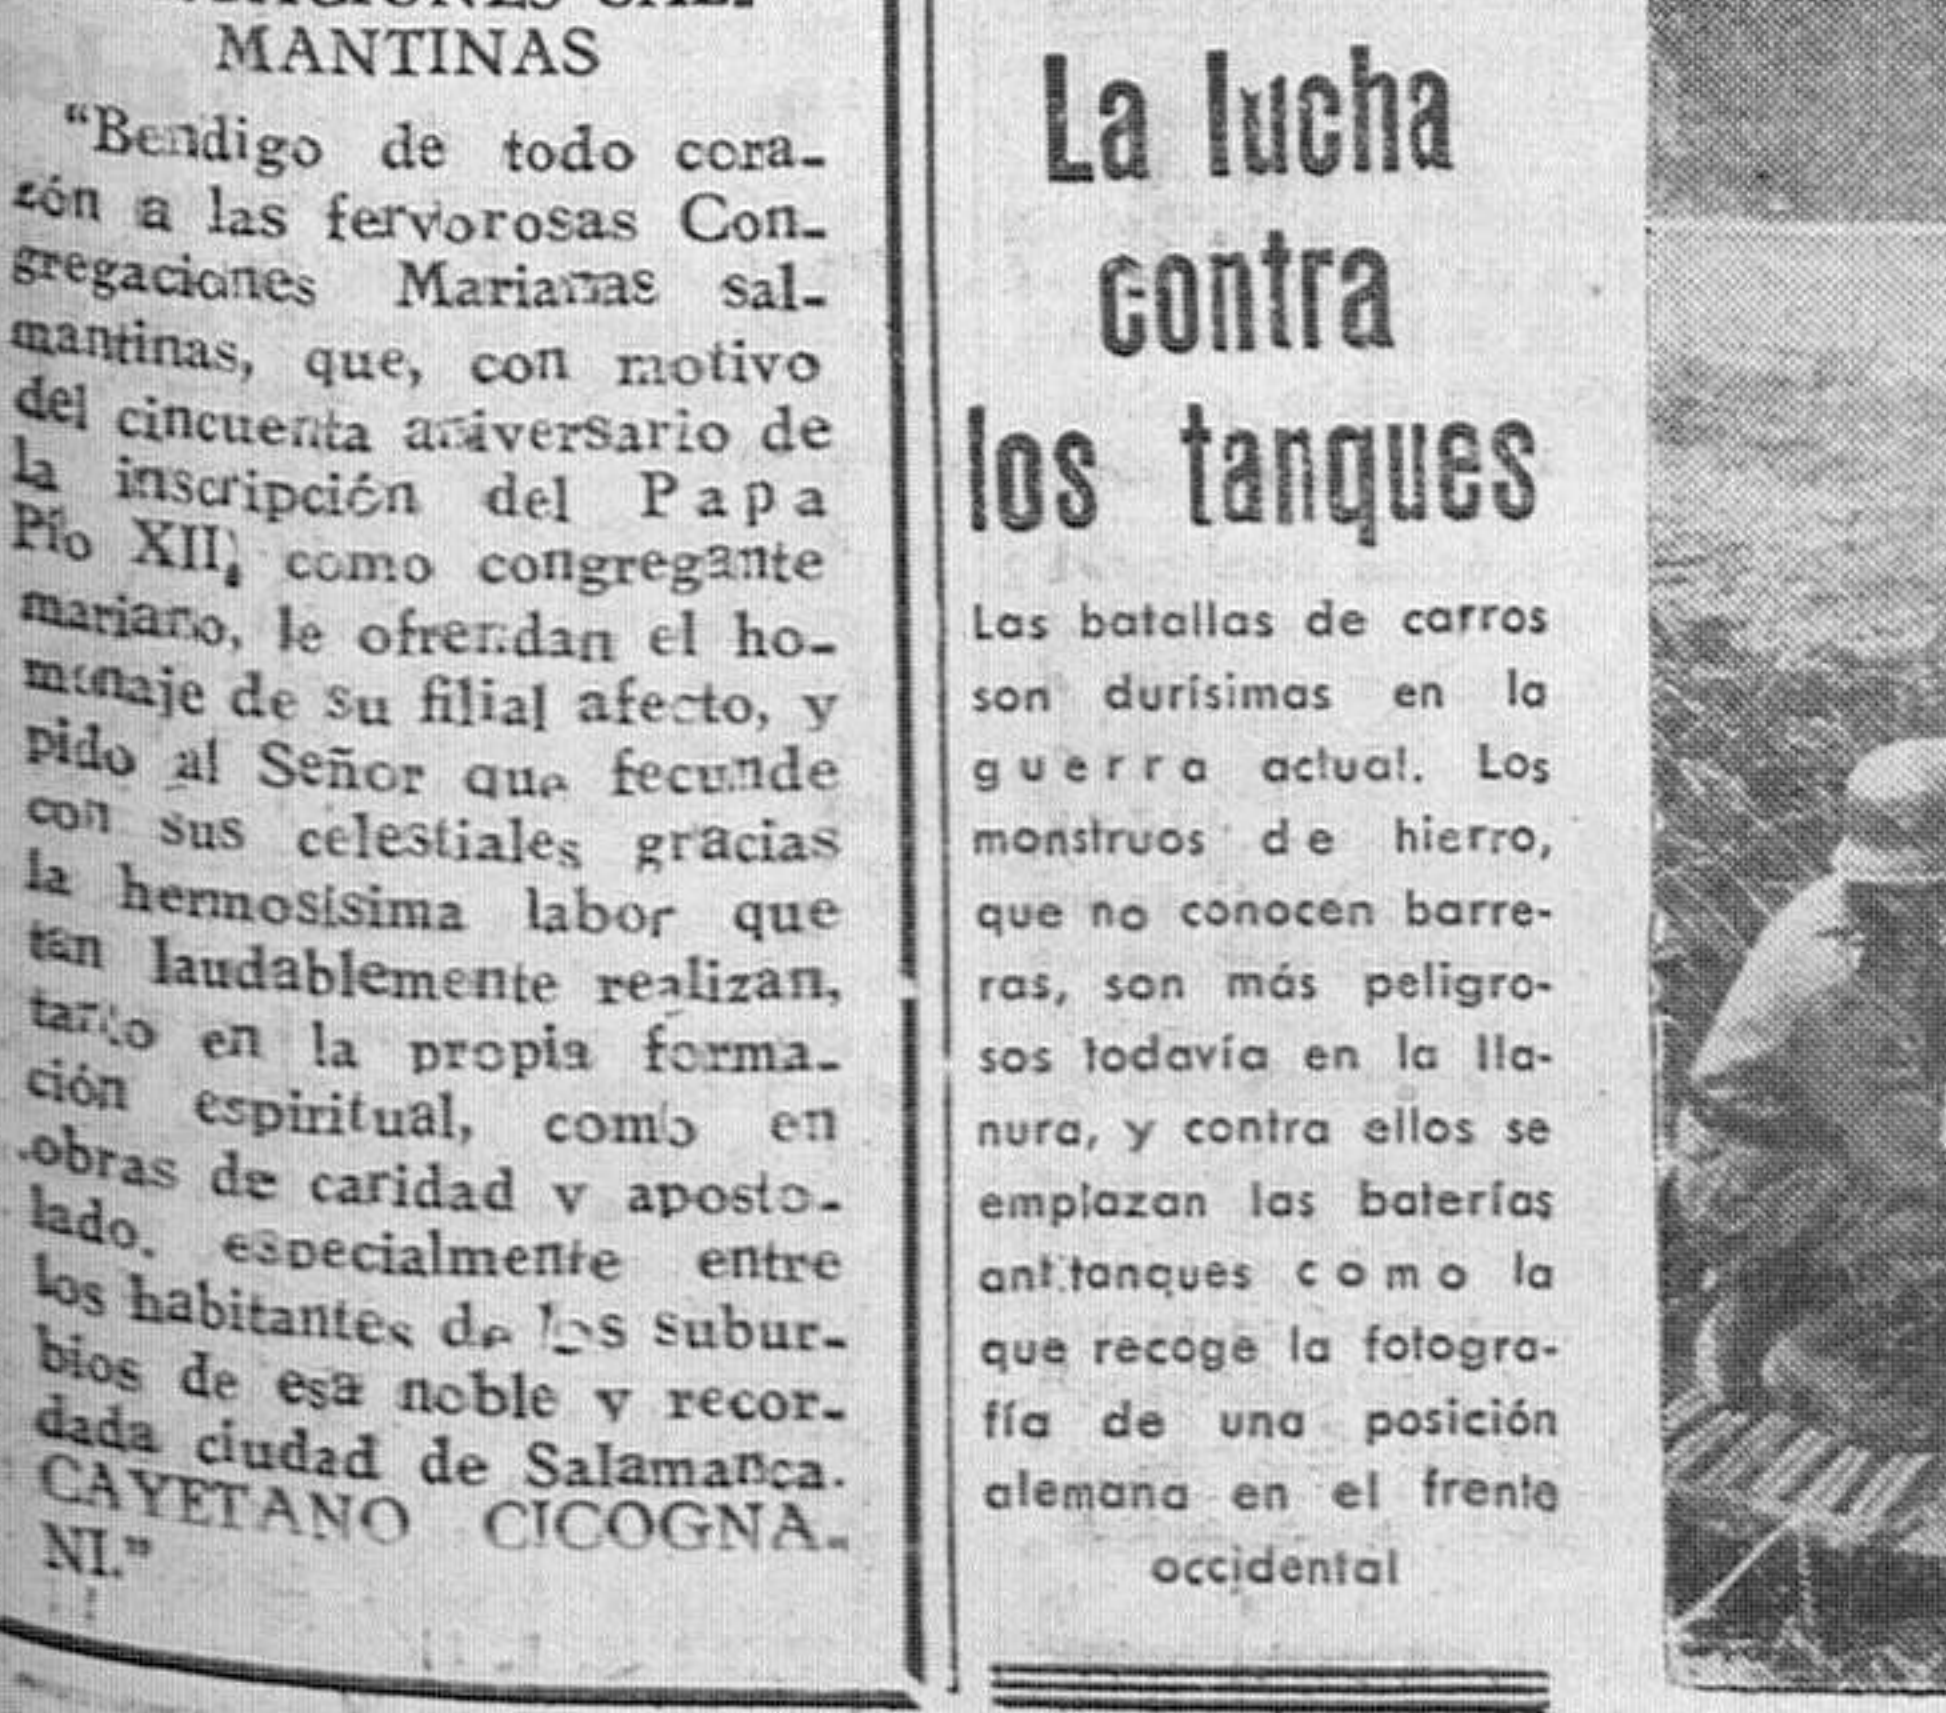 MANTINAS
“Bendigo de todo cora-
zón a las fervorosas Con-
gregaciones Marianas sal-
mantinas, que, con motivo
del cincuenta aniversario de
la inscripción del Papa
Pío XII, como congregante
mariano, le ofrendan el ho-
menaje de su filial afecto, y
pido al Señor que fecunde
con sus celestiales gracias
la hermosísima labor que
tan laudablemente realizan,
tanto en la propia forma-
ción espiritual, como en
obras de caridad y aposto-
lado, especialmente entre
los habitantes de los subur-
bios de esa noble y recor-
dada ciudad de Salamanca.
CAYETANO CICOGNA-
NI.”
La lucha
contra
los tanques
Las batallas de carros
son durísimas en la
guerra actual. Los
monstruos de hierro,
que no conocen barre-
ras, son más peligro-
sos todavía en la lla-
nura, y contra ellos se
emplazan las baterías
antitanques como la
que recoge la fotogra-
fía de una posición
alemana en el frente
occidental